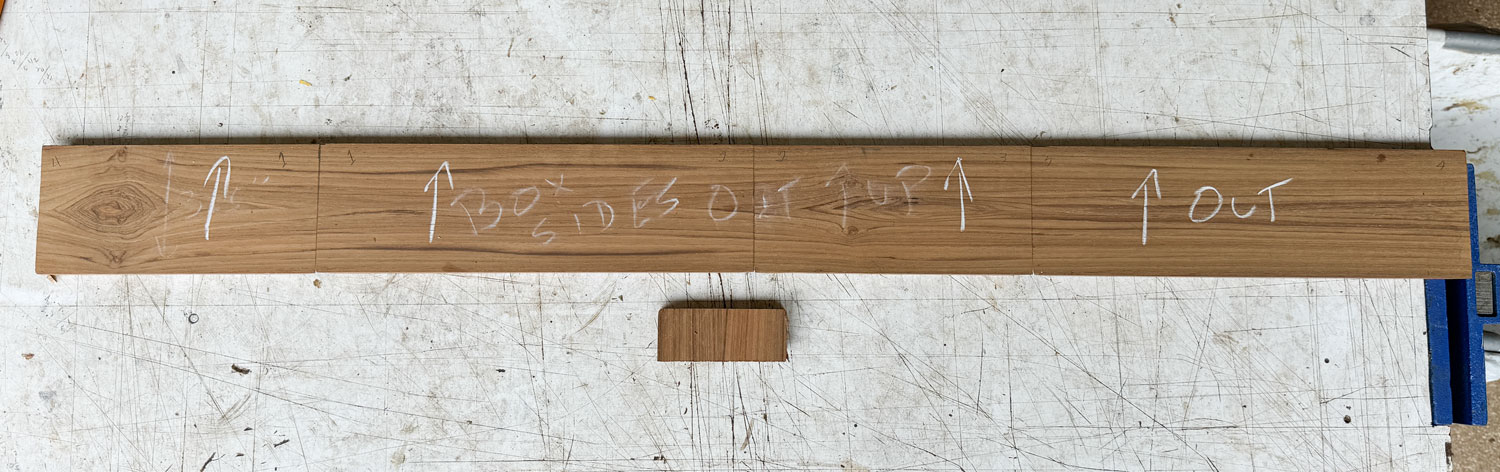 ↑ ↑ BOX OUT ↑ UP ↑ ↑ OUT
SIDES